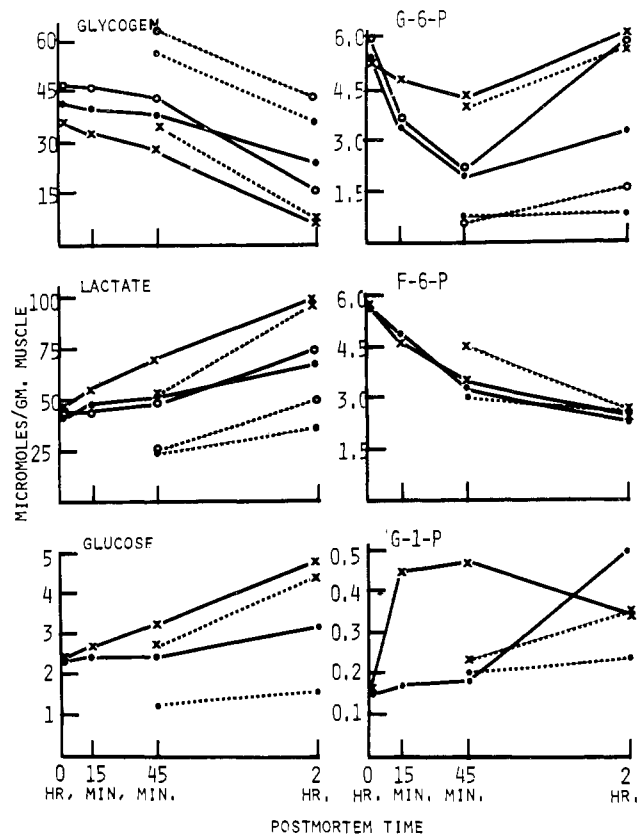 GLYCOGEN
60
45
30
15
G-6-P
6.0
4.5
3.0
1.5
LACTATE
100
75
50
25
F-6-P
6.0
4.5
3.0
1.5
GLUCOSE
5
4
3
2
1
G-1-P
0.5
0.4
0.3
0.2
0.1
MICROMOLES/GM. MUSCLE
0 15 45 2
HR. MIN. MIN. HR.
0 15 45 2
HR. MIN. MIN. HR.
POSTMORTEM TIME